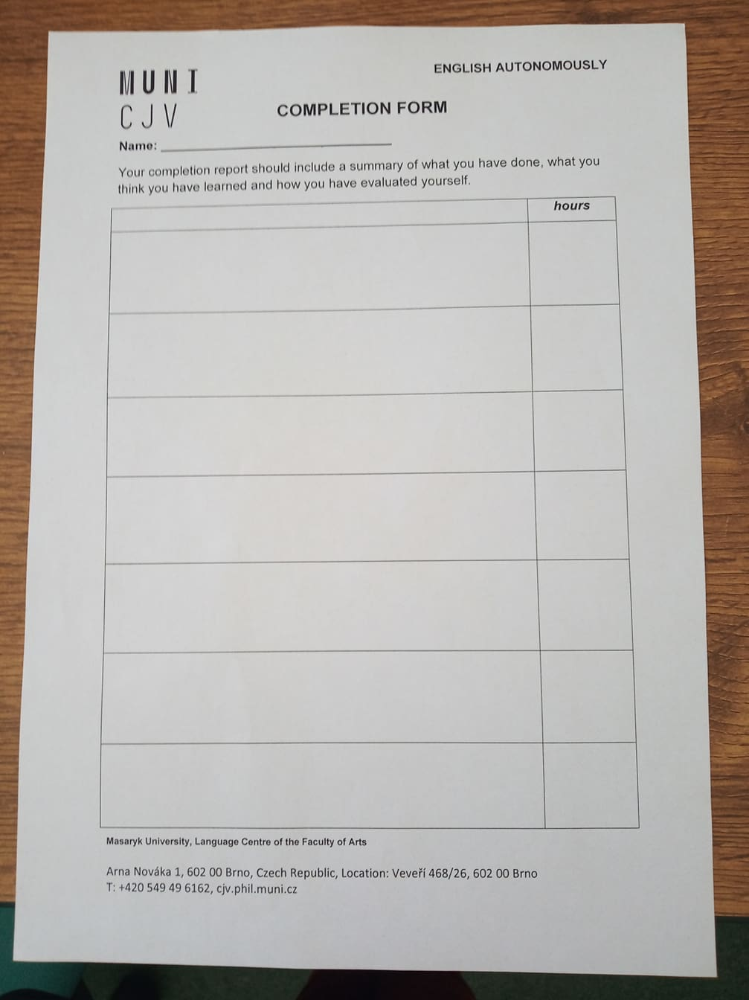 MUNI
CJV
ENGLISH AUTONOMOUSLY
COMPLETION FORM
Name:
Your completion report should include a summary of what you have done, what you
think you have learned and how you have evaluated yourself.
hours
Masaryk University, Language Centre of the Faculty of Arts
Arna Nováka 1, 602 00 Brno, Czech Republic, Location: Veveří 468/26, 602 00 Brno
T: +420 549 49 6162, cjv.phil.muni.cz